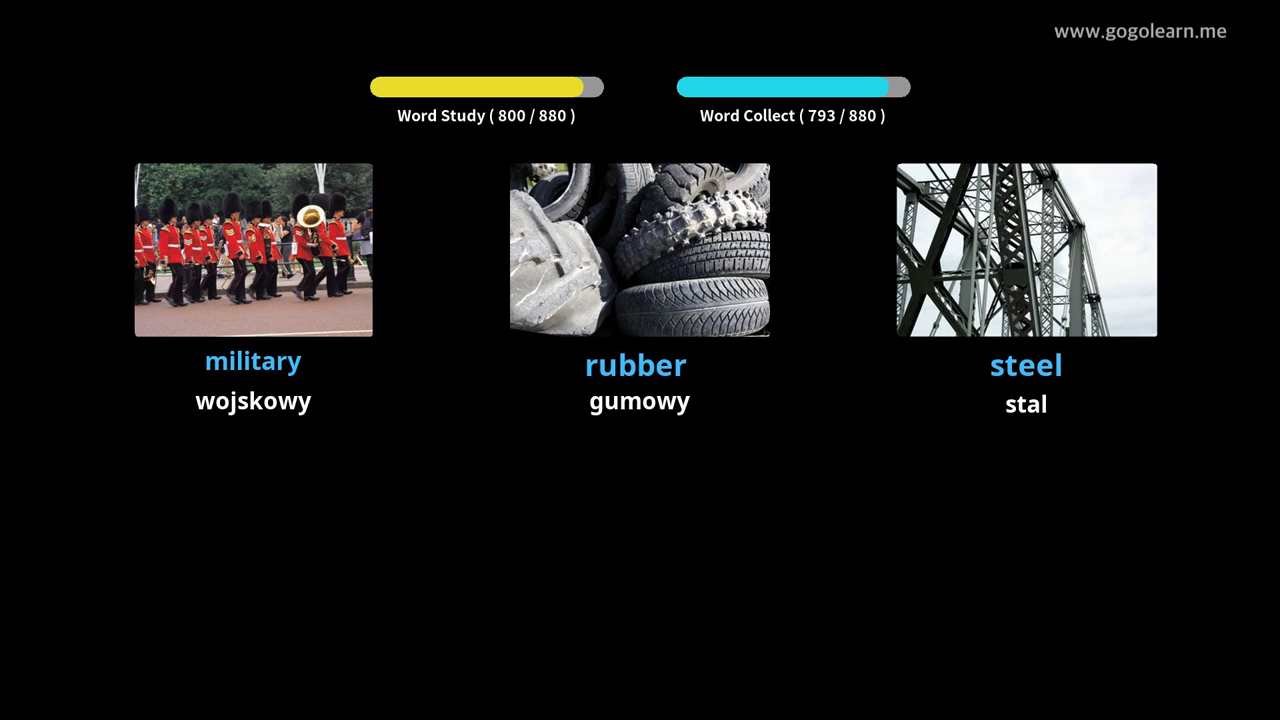 www.gogolearn.me
Word Study ( 800 / 880 )
Word Collect ( 793 / 880 )
military
wojskowy
rubber
gumowy
steel
stal